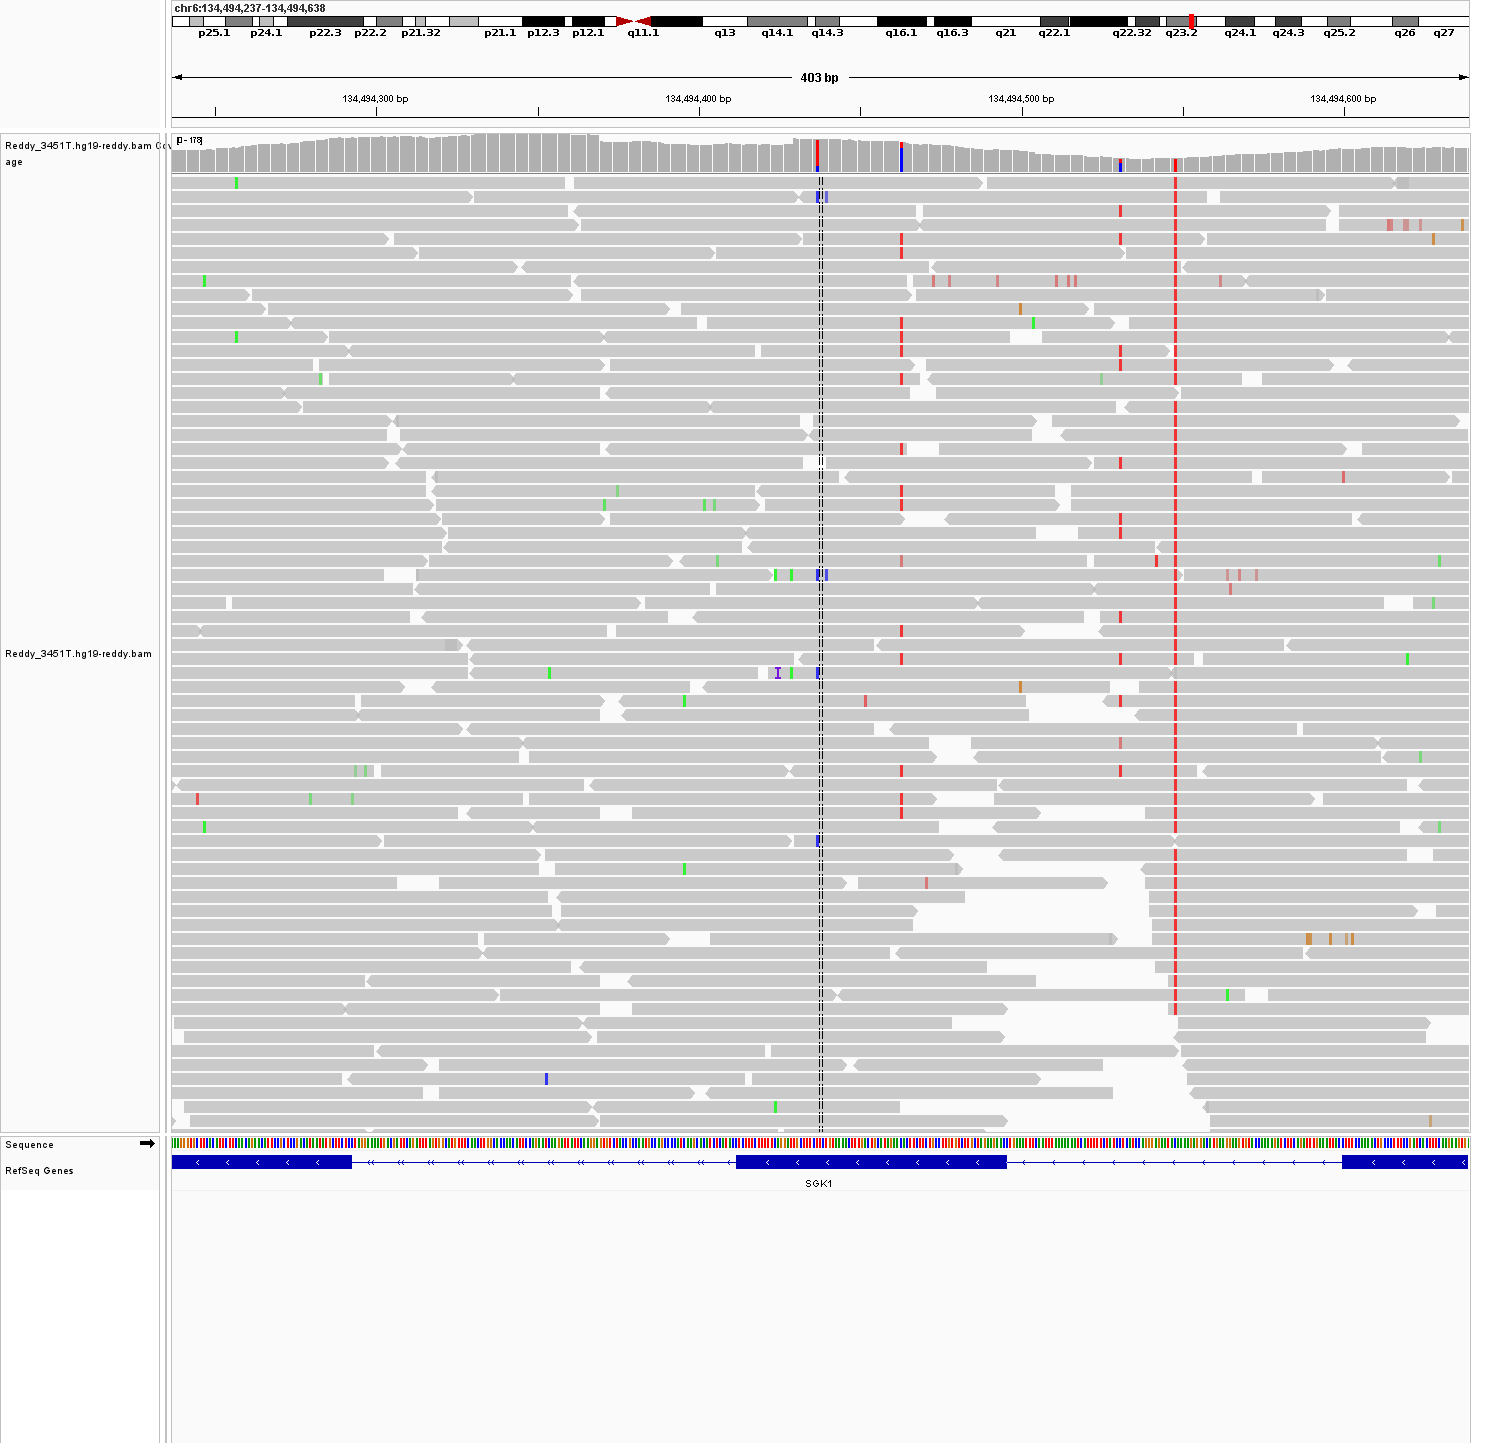 chr6:134,494,237-134,494,638
p25.1 p24.1 p22.3 p22.2 p21.32 p21.1 p12.3 p12.1 q11.1 q13 q14.1 q14.3 q16.1 q16.3 q21 q22.1 q22.32 q23.2 q24.1 q24.3 q25.2 q26 q27
403 bp
134,494,300 bp 134,494,400 bp 134,494,500 bp 134,494,600 bp
[0 - 178]
Reddy_3451T.hg19-reddy.bam Cov
age
Reddy_3451T.hg19-reddy.bam
Sequence
RefSeq Genes
SGK1